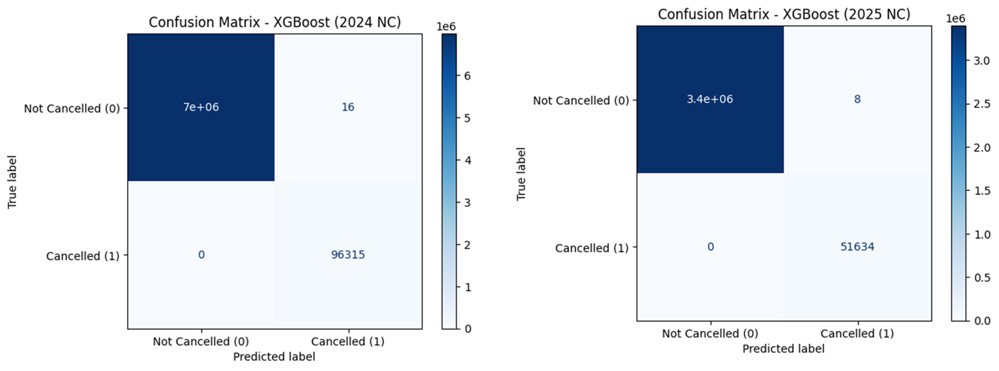 Confusion Matrix - XGBoost (2024 NC)
1e6
Not Cancelled (0)
Cancelled (1)
True label
7e+06
16
0
96315
Not Cancelled (0)
Cancelled (1)
Predicted label
6
5
4
3
2
1
0
Confusion Matrix - XGBoost (2025 NC)
1e6
Not Cancelled (0)
Cancelled (1)
True label
3.4e+06
8
0
51634
Not Cancelled (0)
Cancelled (1)
Predicted label
3.0
2.5
2.0
1.5
1.0
0.5
0.0